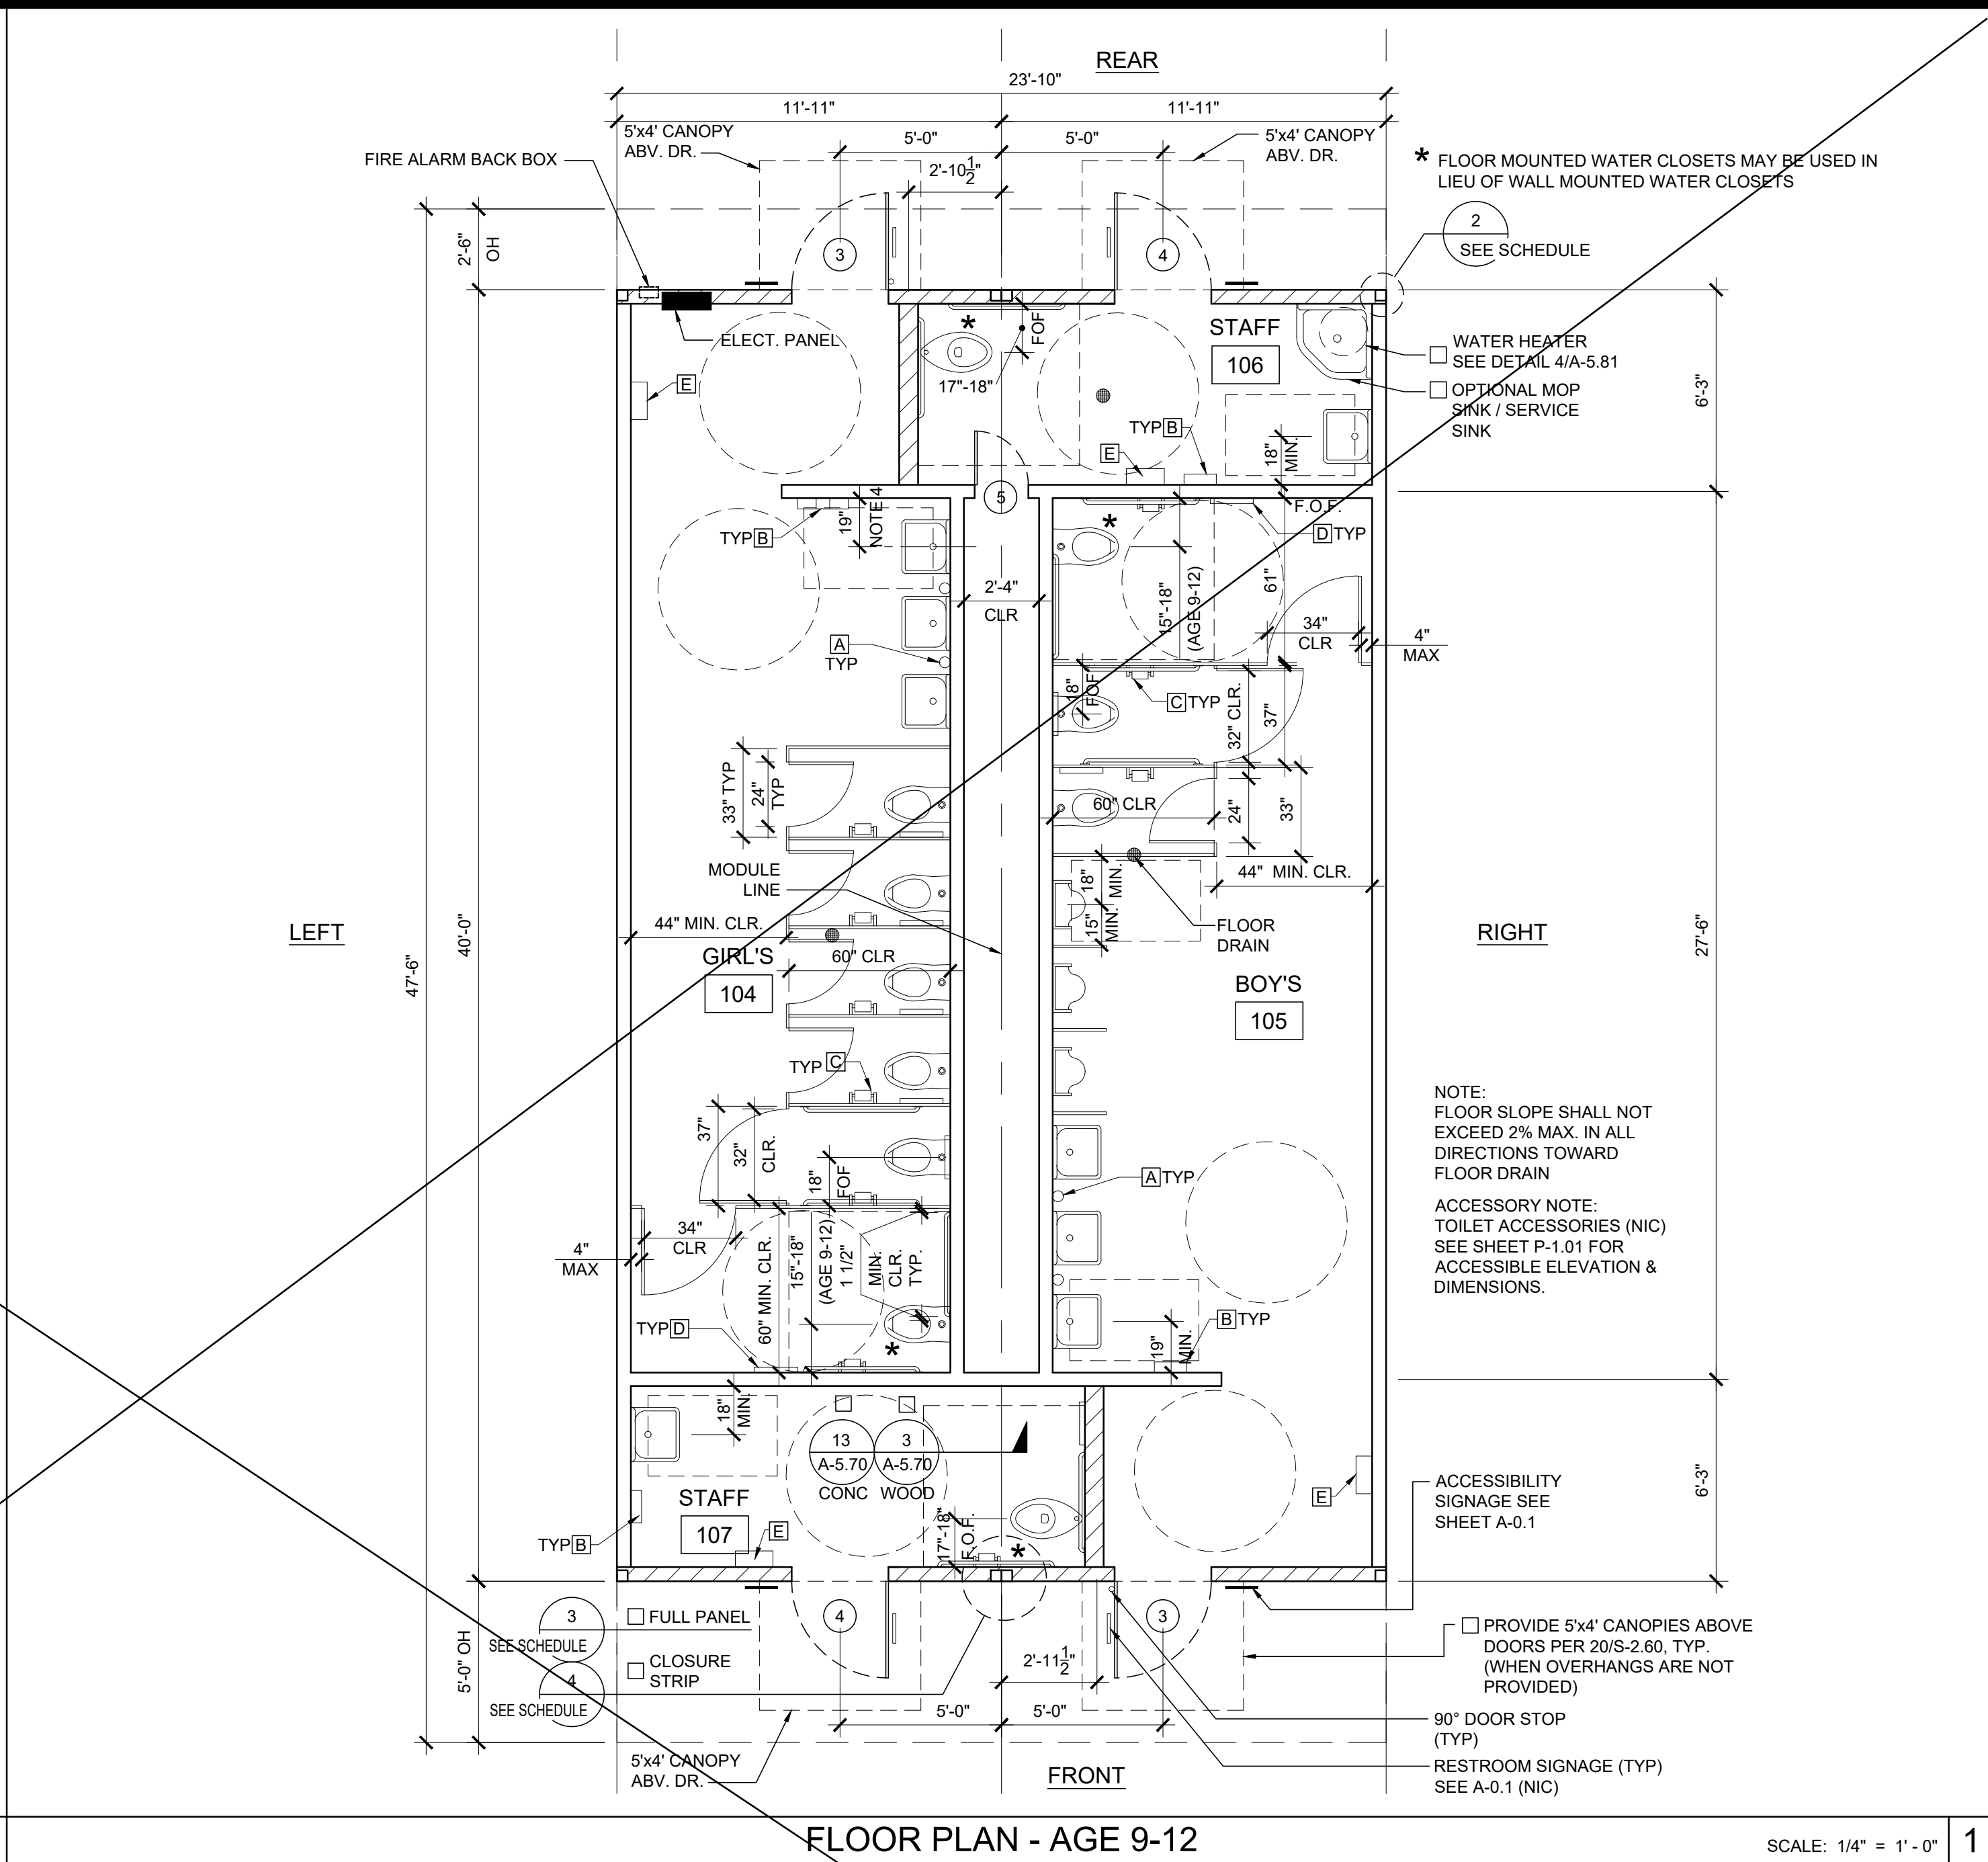 REAR
23'-10"
11'-11"
11'-11"
5'x4' CANOPY
ABV. DR.
5'-0"
5'-0"
5'x4' CANOPY
ABV. DR.
FIRE ALARM BACK BOX
2'-10 1/2"
* FLOOR MOUNTED WATER CLOSETS MAY BE USED IN
LIEU OF WALL MOUNTED WATER CLOSETS
2
SEE SCHEDULE
2'-6"
OH
3
4
ELECT. PANEL
*
FOF
17"-18"
STAFF
106
WATER HEATER
SEE DETAIL 4/A-5.81
OPTIONAL MOP
SINK / SERVICE
SINK
6'-3"
E
TYP B
E
18"
MIN.
5
TYP B
19"
NOTE 4
*
F.O.F.
D TYP
2'-4"
CLR
15"-18"
(AGE 9-12)
61"
34"
CLR
4"
MAX
A
TYP
18"
FOF
C TYP
32" CLR.
37"
33" TYP
24"
TYP
60" CLR
24"
33"
MODULE
LINE
18"
MIN.
15"
MIN.
44" MIN. CLR.
FLOOR
DRAIN
LEFT
47'-6"
40'-0"
44" MIN. CLR.
60" CLR
GIRL'S
104
BOY'S
105
RIGHT
27'-6"
TYP C
NOTE:
FLOOR SLOPE SHALL NOT
EXCEED 2% MAX. IN ALL
DIRECTIONS TOWARD
FLOOR DRAIN
ACCESSORY NOTE:
TOILET ACCESSORIES (NIC)
SEE SHEET P-1.01 FOR
ACCESSIBLE ELEVATION &
DIMENSIONS.
37"
32"
CLR.
18"
FOF
A TYP
34"
CLR
4"
MAX
60" MIN. CLR.
15"-18"
(AGE 9-12)
1 1/2"
MIN.
CLR.
TYP.
TYP D
*
B TYP
19"
MIN.
18"
MIN.
13
A-5.70
CONC
3
A-5.70
WOOD
STAFF
107
E
TYP B
17"-18"
F.O.F.
*
E
6'-3"
ACCESSIBILITY
SIGNAGE SEE
SHEET A-0.1
3
SEE SCHEDULE
FULL PANEL
4
SEE SCHEDULE
CLOSURE
STRIP
5'-0" OH
4
3
2'-11 1/2"
5'-0"
5'-0"
PROVIDE 5'x4' CANOPIES ABOVE
DOORS PER 20/S-2.60, TYP.
(WHEN OVERHANGS ARE NOT
PROVIDED)
90° DOOR STOP
(TYP)
RESTROOM SIGNAGE (TYP)
SEE A-0.1 (NIC)
5'x4' CANOPY
ABV. DR.
FRONT
FLOOR PLAN - AGE 9-12
SCALE: 1/4" = 1' - 0"
1